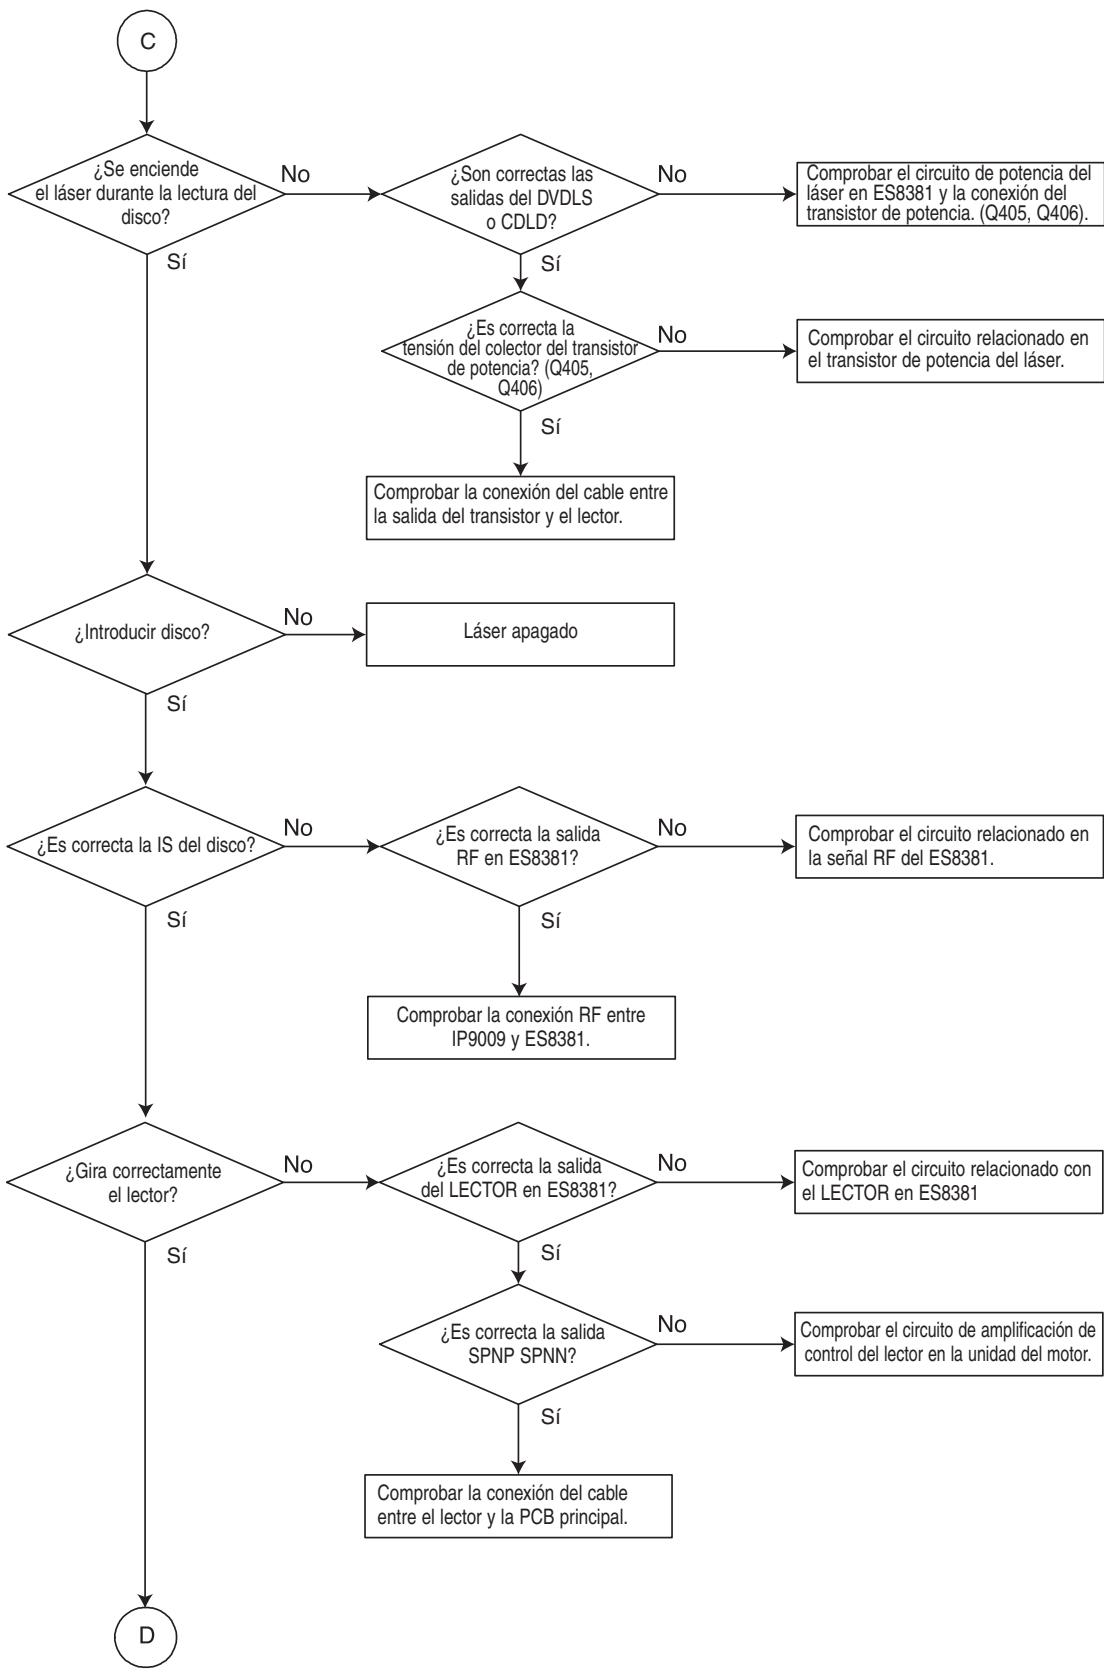 C
¿Se enciende
el láser durante la lectura del
disco?
No
¿Son correctas las
salidas del DVDLS
o CDLD?
No
Comprobar el circuito de potencia del
láser en ES8381 y la conexión del
transistor de potencia. (Q405, Q406).
Sí
Sí
¿Es correcta la
tensión del colector del transistor
de potencia? (Q405,
Q406)
No
Comprobar el circuito relacionado en
el transistor de potencia del láser.
Sí
Comprobar la conexión del cable entre
la salida del transistor y el lector.
¿Introducir disco?
No
Láser apagado
Sí
¿Es correcta la IS del disco?
No
¿Es correcta la salida
RF en ES8381?
No
Comprobar el circuito relacionado en
la señal RF del ES8381.
Sí
Sí
Comprobar la conexión RF entre
IP9009 y ES8381.
¿Gira correctamente
el lector?
No
¿Es correcta la salida
del LECTOR en ES8381?
No
Comprobar el circuito relacionado con
el LECTOR en ES8381
Sí
Sí
¿Es correcta la salida
SPNP SPNN?
No
Comprobar el circuito de amplificación de
control del lector en la unidad del motor.
Sí
Comprobar la conexión del cable
entre el lector y la PCB principal.
D